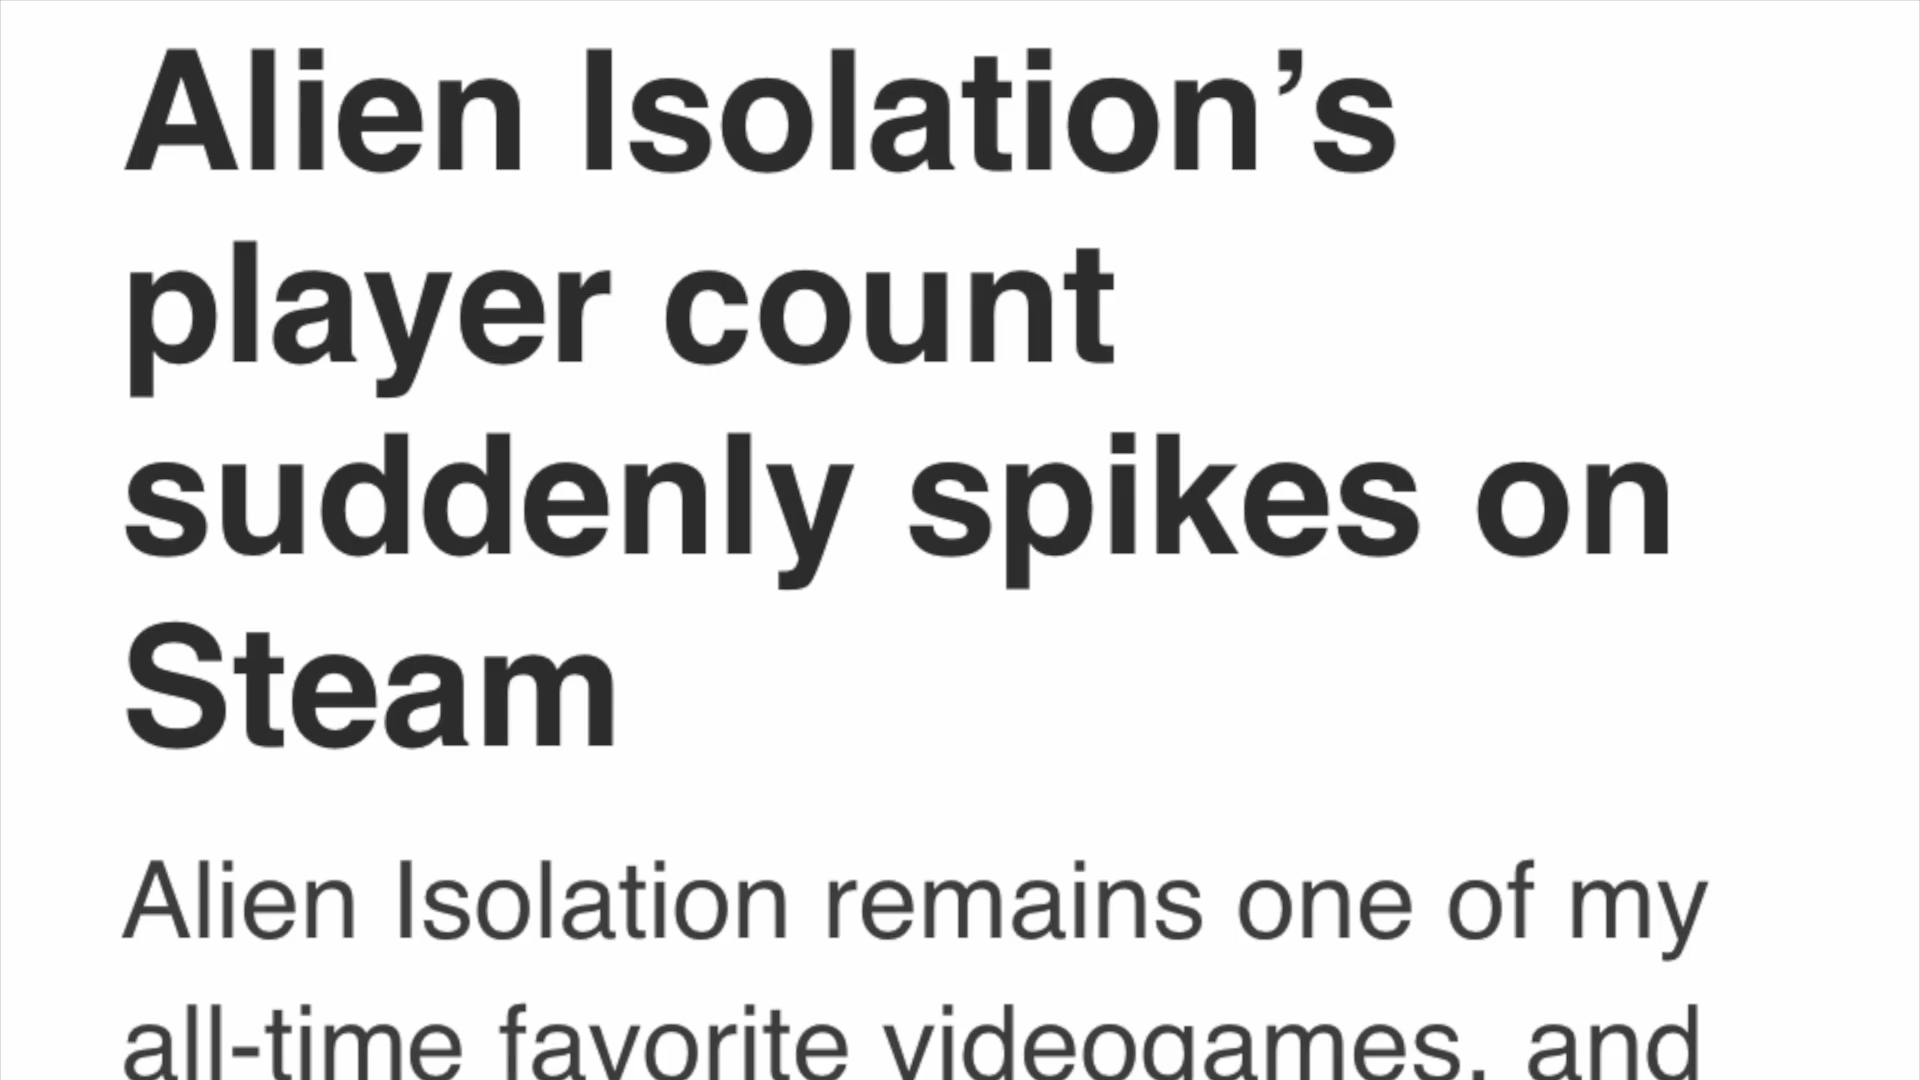 Alien Isolation’s
player count
suddenly spikes on
Steam
Alien Isolation remains one of my
all-time favorite videogames, and